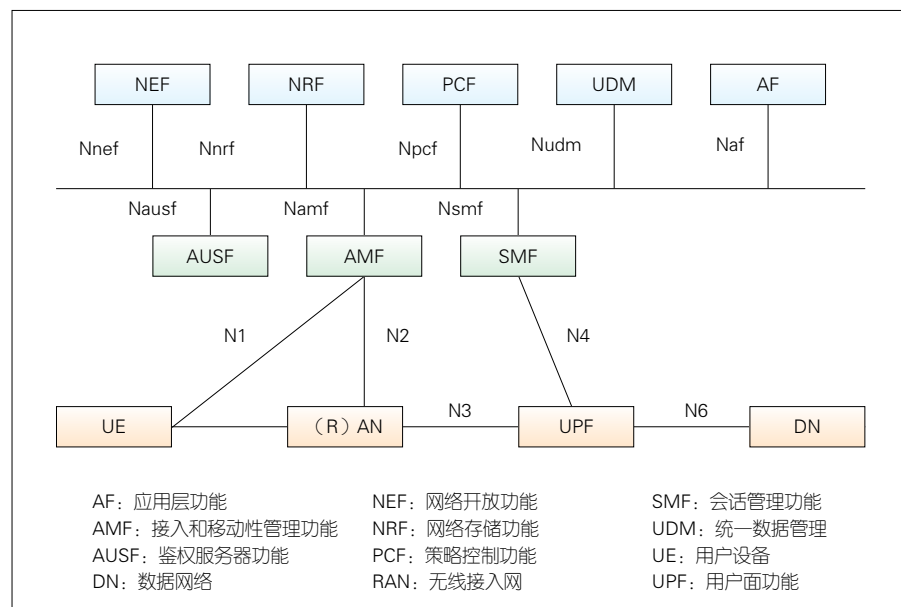 NEF NRF PCF UDM AF
Nnef Nnrf Npcf Nudm Naf
Nausf Namf Nsmf
AUSF AMF SMF
N1 N2 N4
UE （R）AN N3 UPF N6 DN
AF：应用层功能 NEF：网络开放功能 SMF：会话管理功能
AMF：接入和移动性管理功能 NRF：网络存储功能 UDM：统一数据管理
AUSF：鉴权服务器功能 PCF：策略控制功能 UE：用户设备
DN：数据网络 RAN：无线接入网 UPF：用户面功能